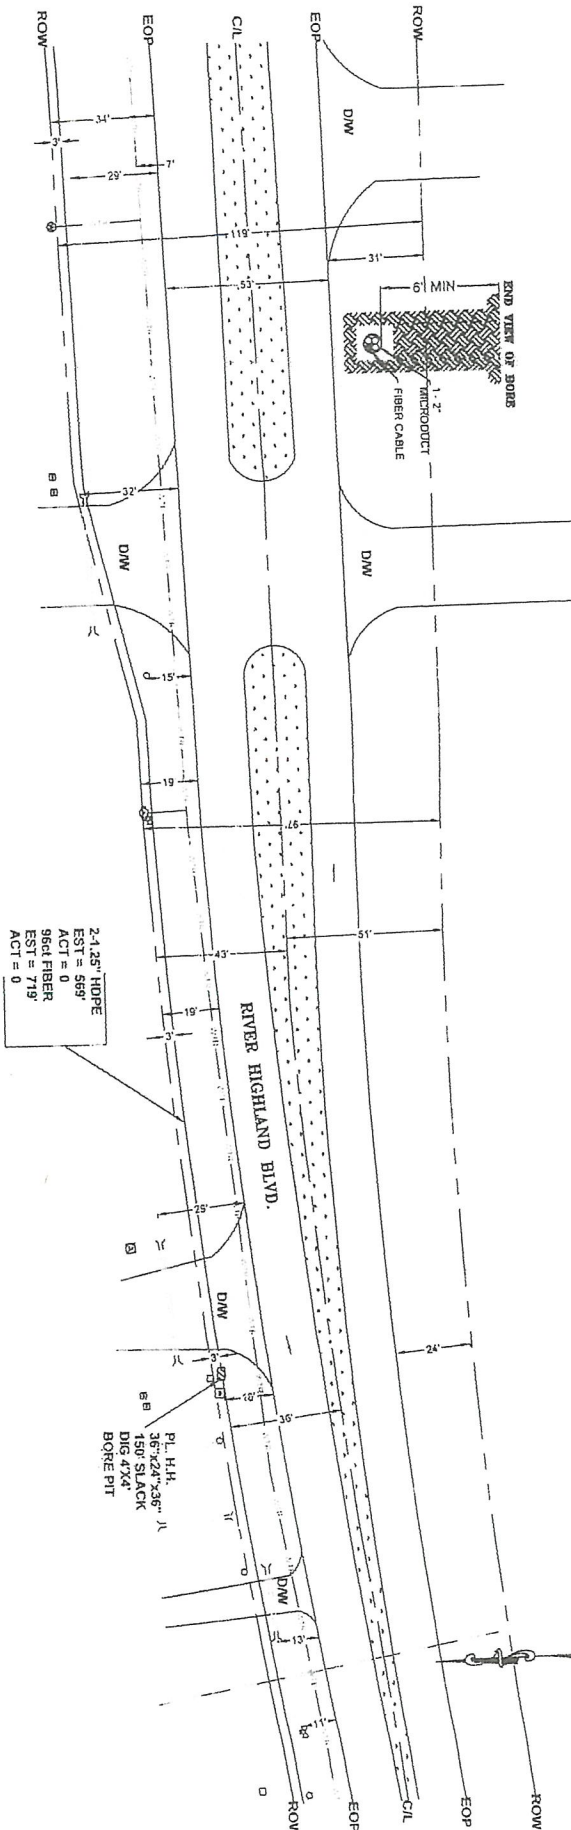 ROW
EOP
C/L
EOP
ROW
34'
3'
29'
7'
119'
53'
31'
D/W
END VIEW OF BORE
6' MIN
1 - 2"
MICRODUCT
FIBER CABLE
32'
D/W
D/W
15'
19'
97'
51'
43'
19'
3'
RIVER HIGHLAND BLVD.
2-1.25" HDPE
EST = 569'
ACT = 0
96ct FIBER
EST = 719'
ACT = 0
25'
D/W
24'
3'
18'
36'
PL. H.H.
36"x24"x36"
150' SLACK
DIG 4'X4'
BORE PIT
D/W
13'
11'
ROW
EOP
C/L
EOP
ROW